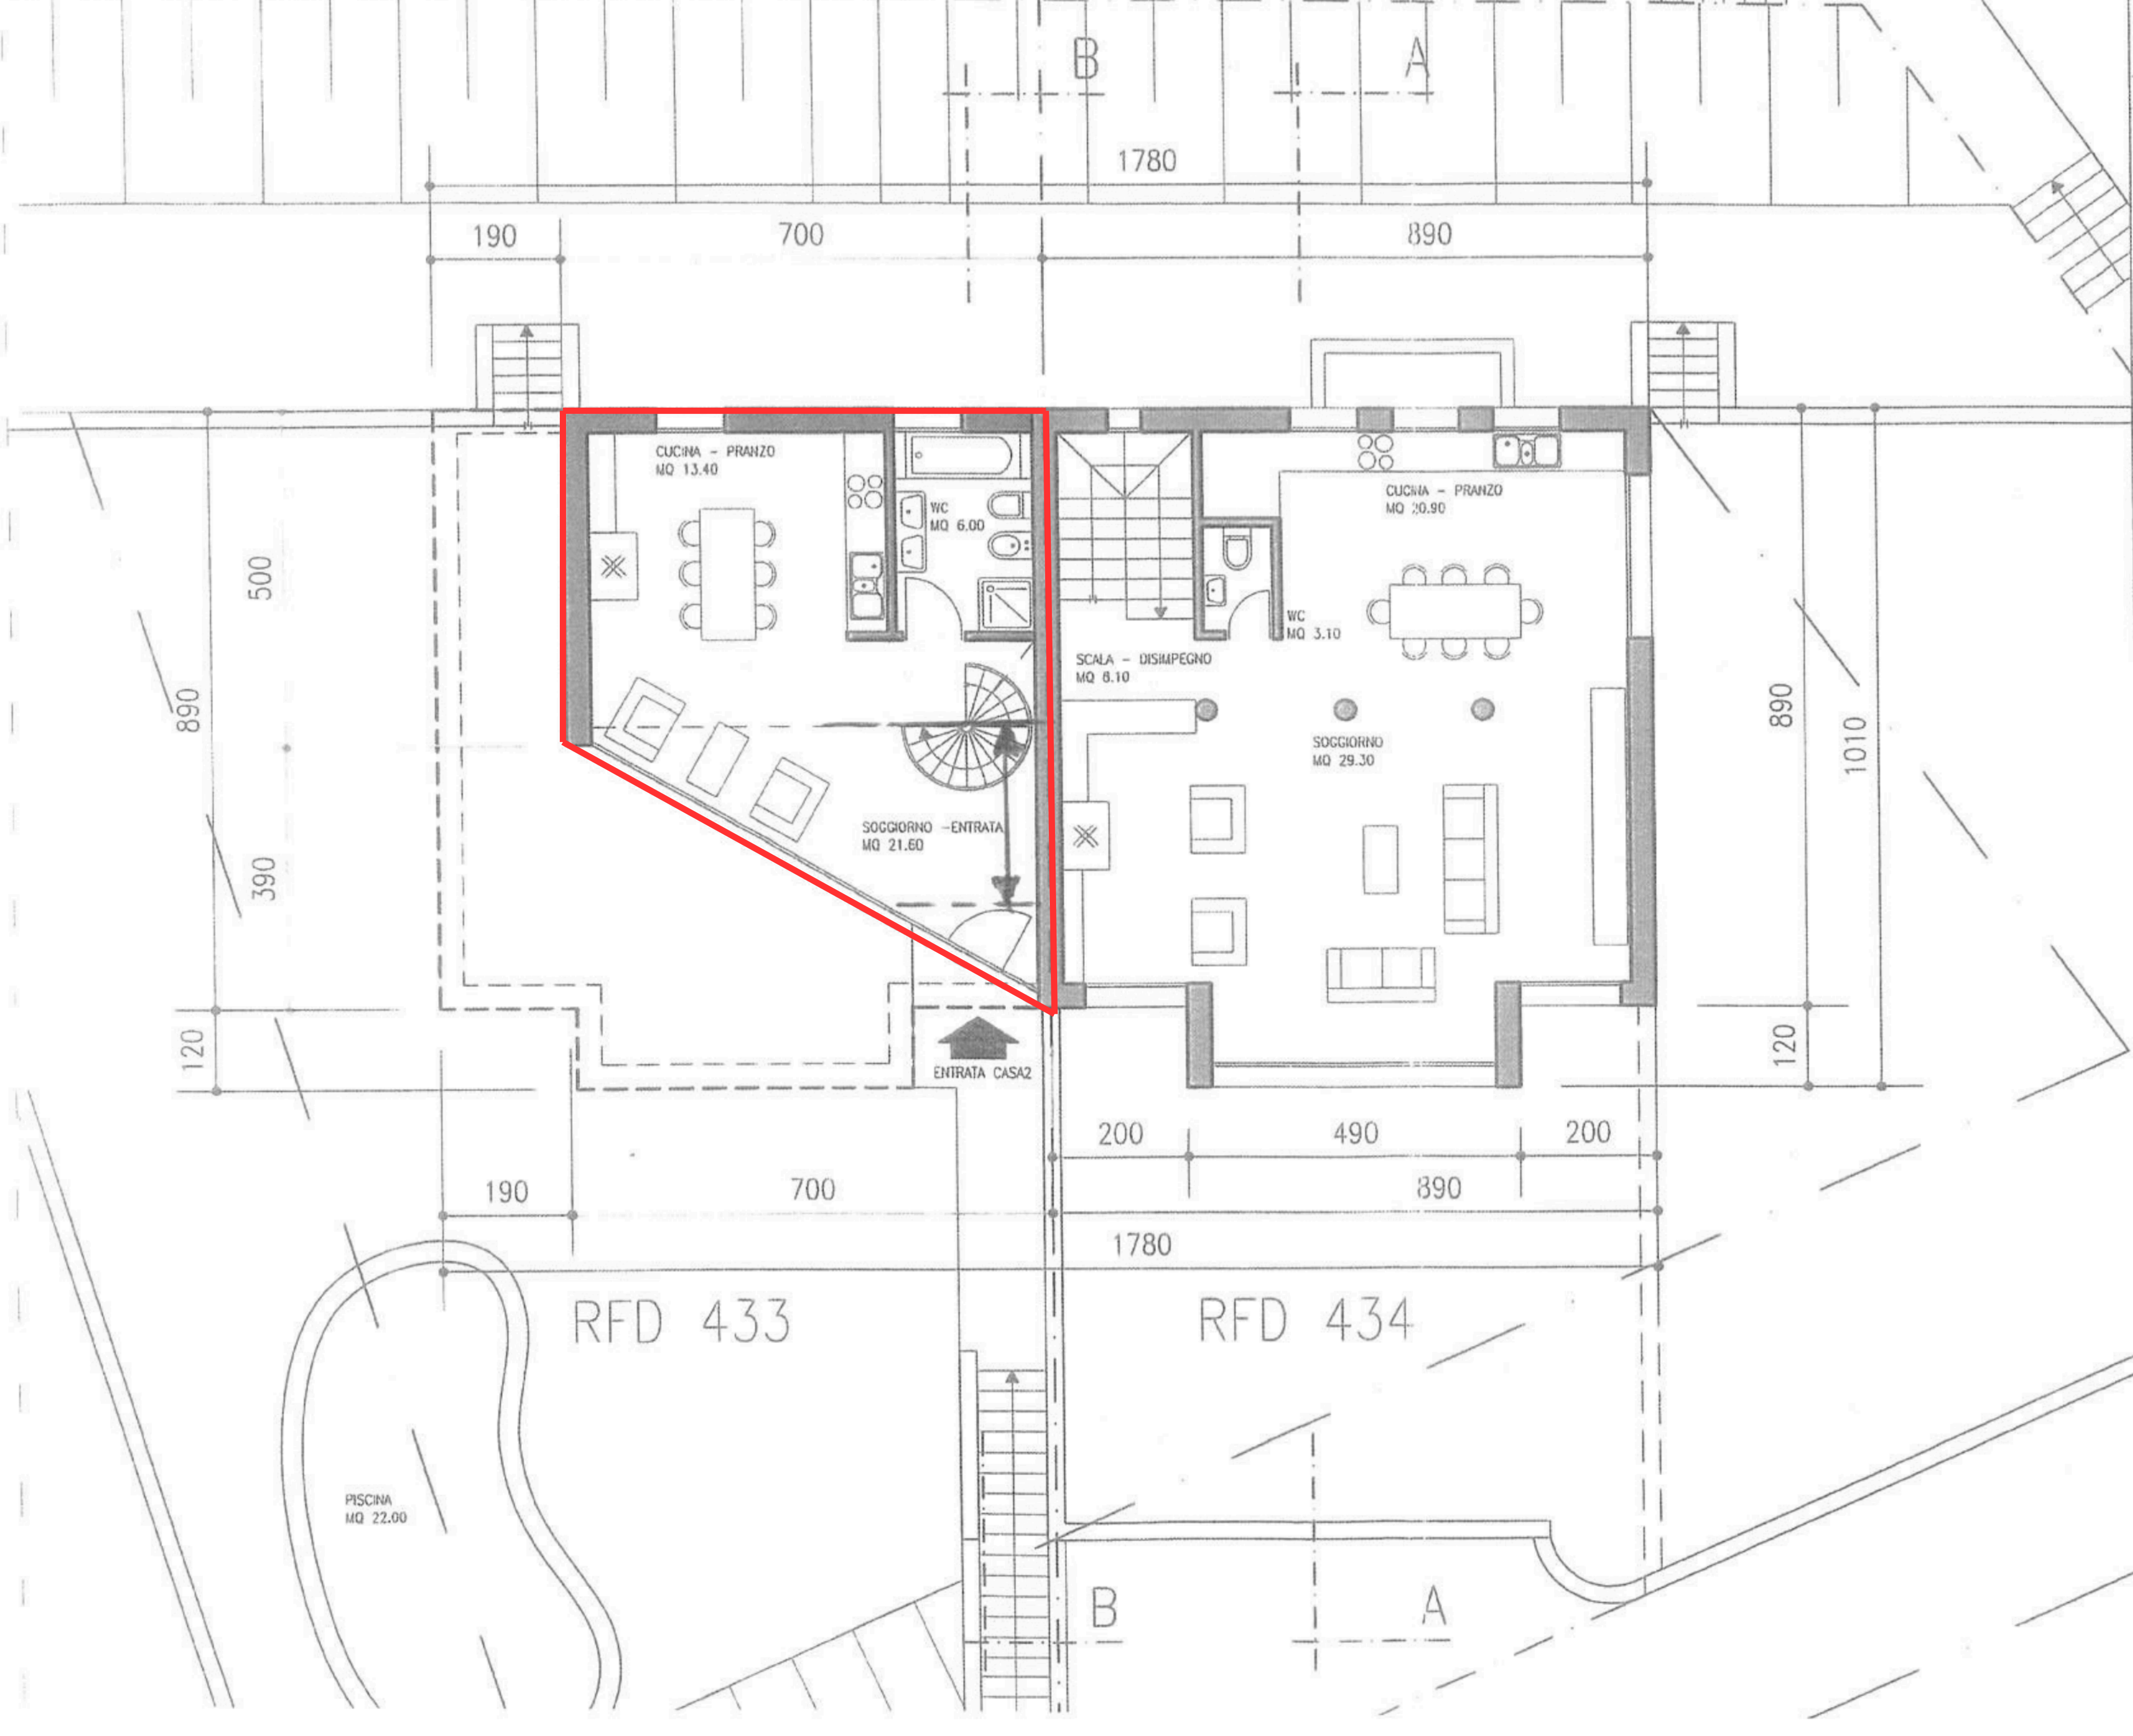 B
A
1780
190
700
890
CUCINA - PRANZO
MQ 13.40
WC
MQ 6.00
CUCINA - PRANZO
MQ 20.90
500
WC
MQ 3.10
SCALA - DISIMPEGNO
MQ 8.10
890
890
1010
SOGGIORNO
MQ 29.30
SOGGIORNO -ENTRATA
MQ 21.60
390
120
120
ENTRATA CASA2
200
490
200
190
700
890
1780
RFD 433
RFD 434
PISCINA
MQ 22.00
B
A